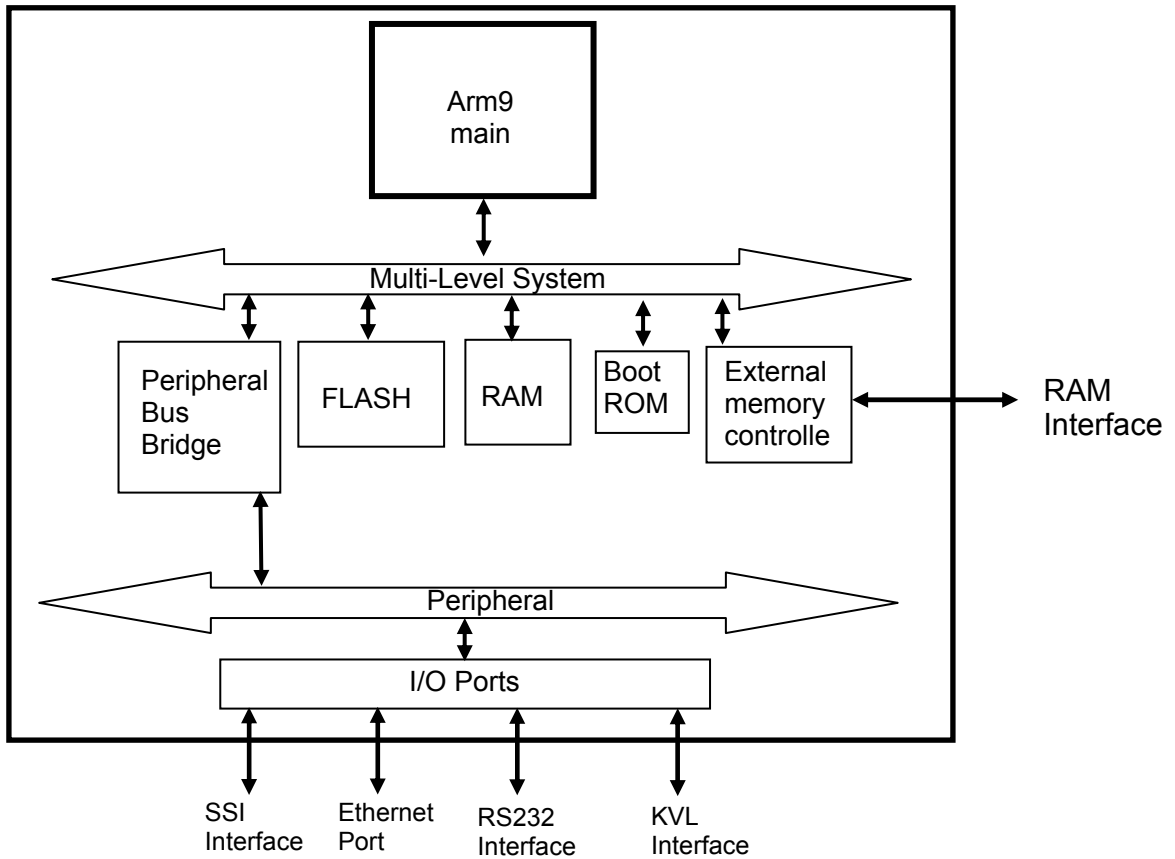 Arm9
main
Multi-Level System
Peripheral
Bus
Bridge
FLASH
RAM
Boot
ROM
External
memory
controlle
RAM
Interface
Peripheral
I/O Ports
SSI
Interface
Ethernet
Port
RS232
Interface
KVL
Interface